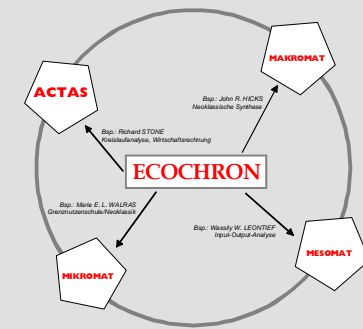 MAKROMAT
Bsp.: John R. HICKS
Neoklassische Synthese
ACTAS
Bsp.: Richard STONE
Kreislaufanalyse, Wirtschaftsrechnung
ECOCHRON
Bsp.: Marie E. L. WALRAS
Grenznutzenschule/Neoklassik
Bsp.: Wassily W. LEONTIEF
Input-Output-Analyse
MESOMAT
MIKROMAT